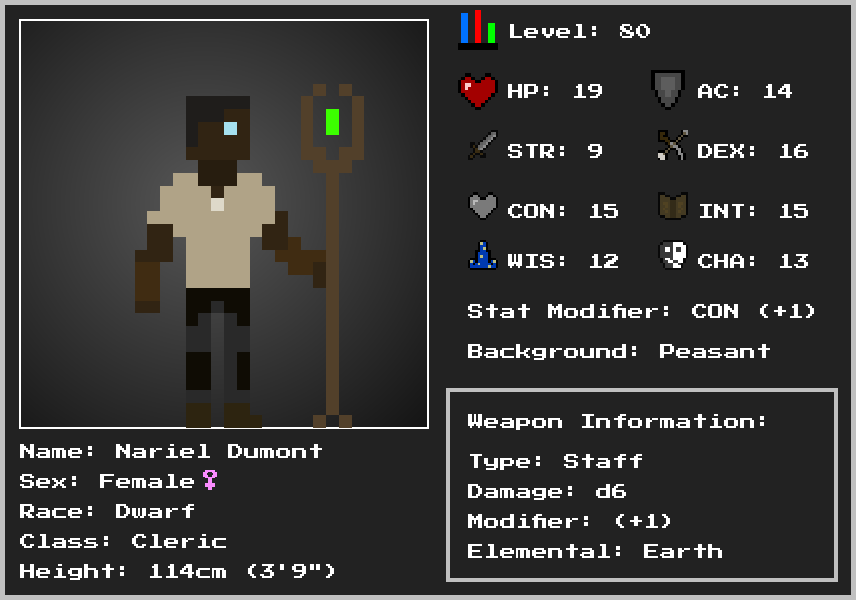 Level: 80
HP: 19 AC: 14
STR: 9 DEX: 16
CON: 15 INT: 15
WIS: 12 CHA: 13
Stat Modifier: CON (+1)
Background: Peasant
Weapon Information:
Type: Staff
Damage: d6
Modifier: (+1)
Elemental: Earth
Name: Nariel Dumont
Sex: Female♀
Race: Dwarf
Class: Cleric
Height: 114cm (3'9")